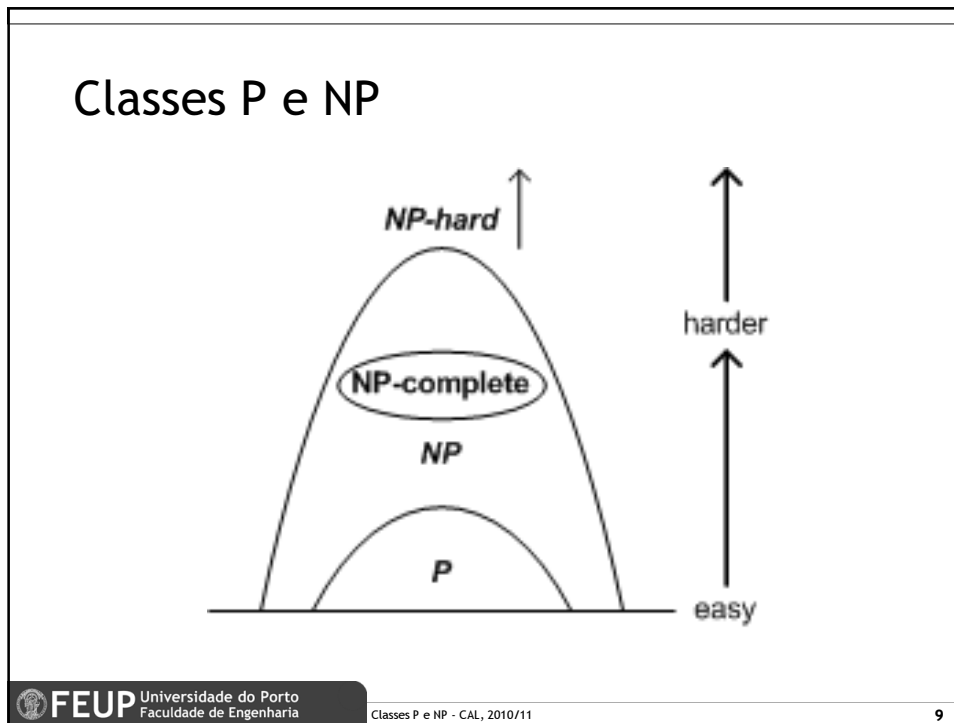 Classes P e NP
NP-hard
harder
NP-complete
NP
P
easy
FEUP Universidade do Porto
Faculdade de Engenharia
Classes P e NP - CAL, 2010/11
9